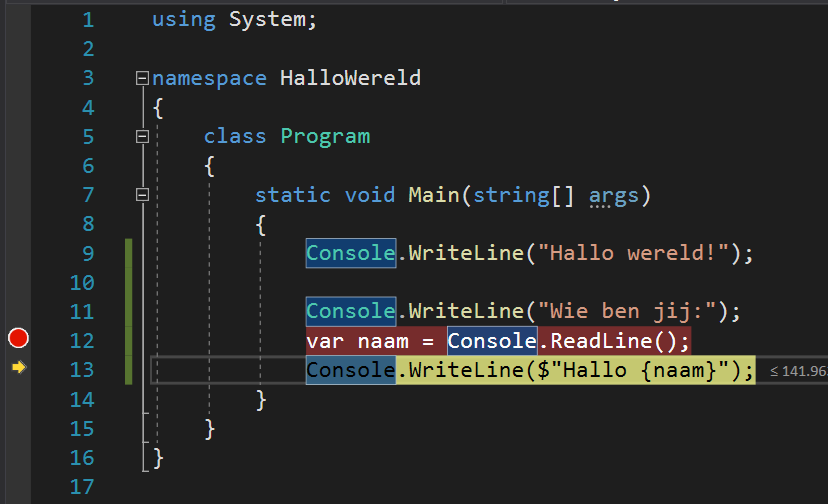 1 using System;
2
3 namespace HalloWereld
4 {
5 class Program
6 {
7 static void Main(string[] args)
8 {
9 Console.WriteLine("Hallo wereld!");
10
11 Console.WriteLine("Wie ben jij:");
12 var naam = Console.ReadLine();
13 Console.WriteLine($"Hallo {naam}"); ≤ 141.96
14 }
15 }
16 }
17